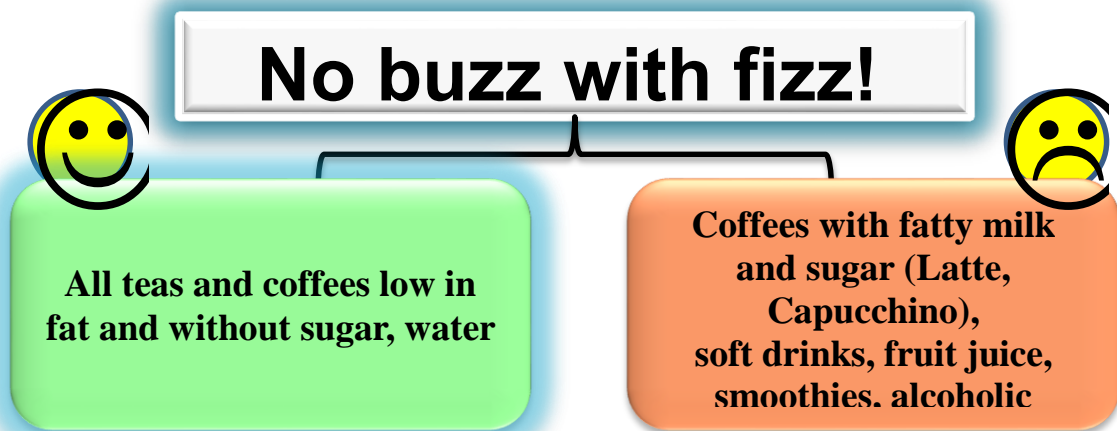 No buzz with fizz!
All teas and coffees low in
fat and without sugar, water
Coffees with fatty milk
and sugar (Latte,
Capucchino),
soft drinks, fruit juice,
smoothies, alcoholic